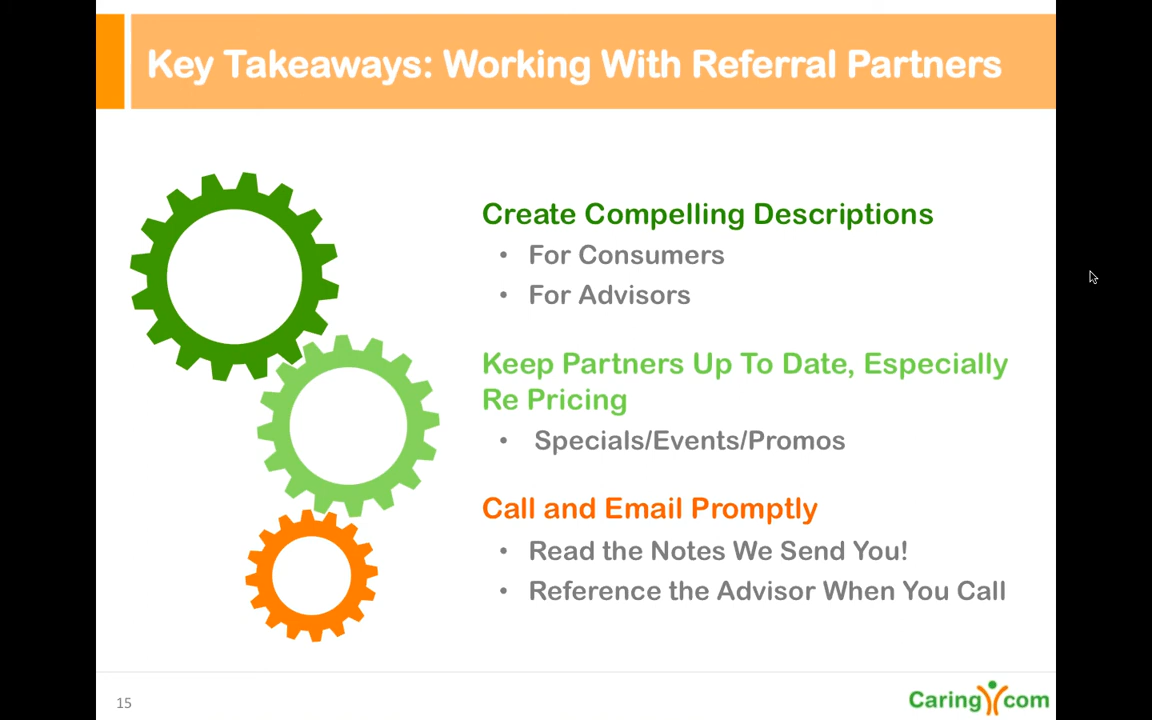 Key Takeaways: Working With Referral Partners
Create Compelling Descriptions
• For Consumers
• For Advisors
Keep Partners Up To Date, Especially
Re Pricing
• Specials/Events/Promos
Call and Email Promptly
• Read the Notes We Send You!
• Reference the Advisor When You Call
15
Caring com